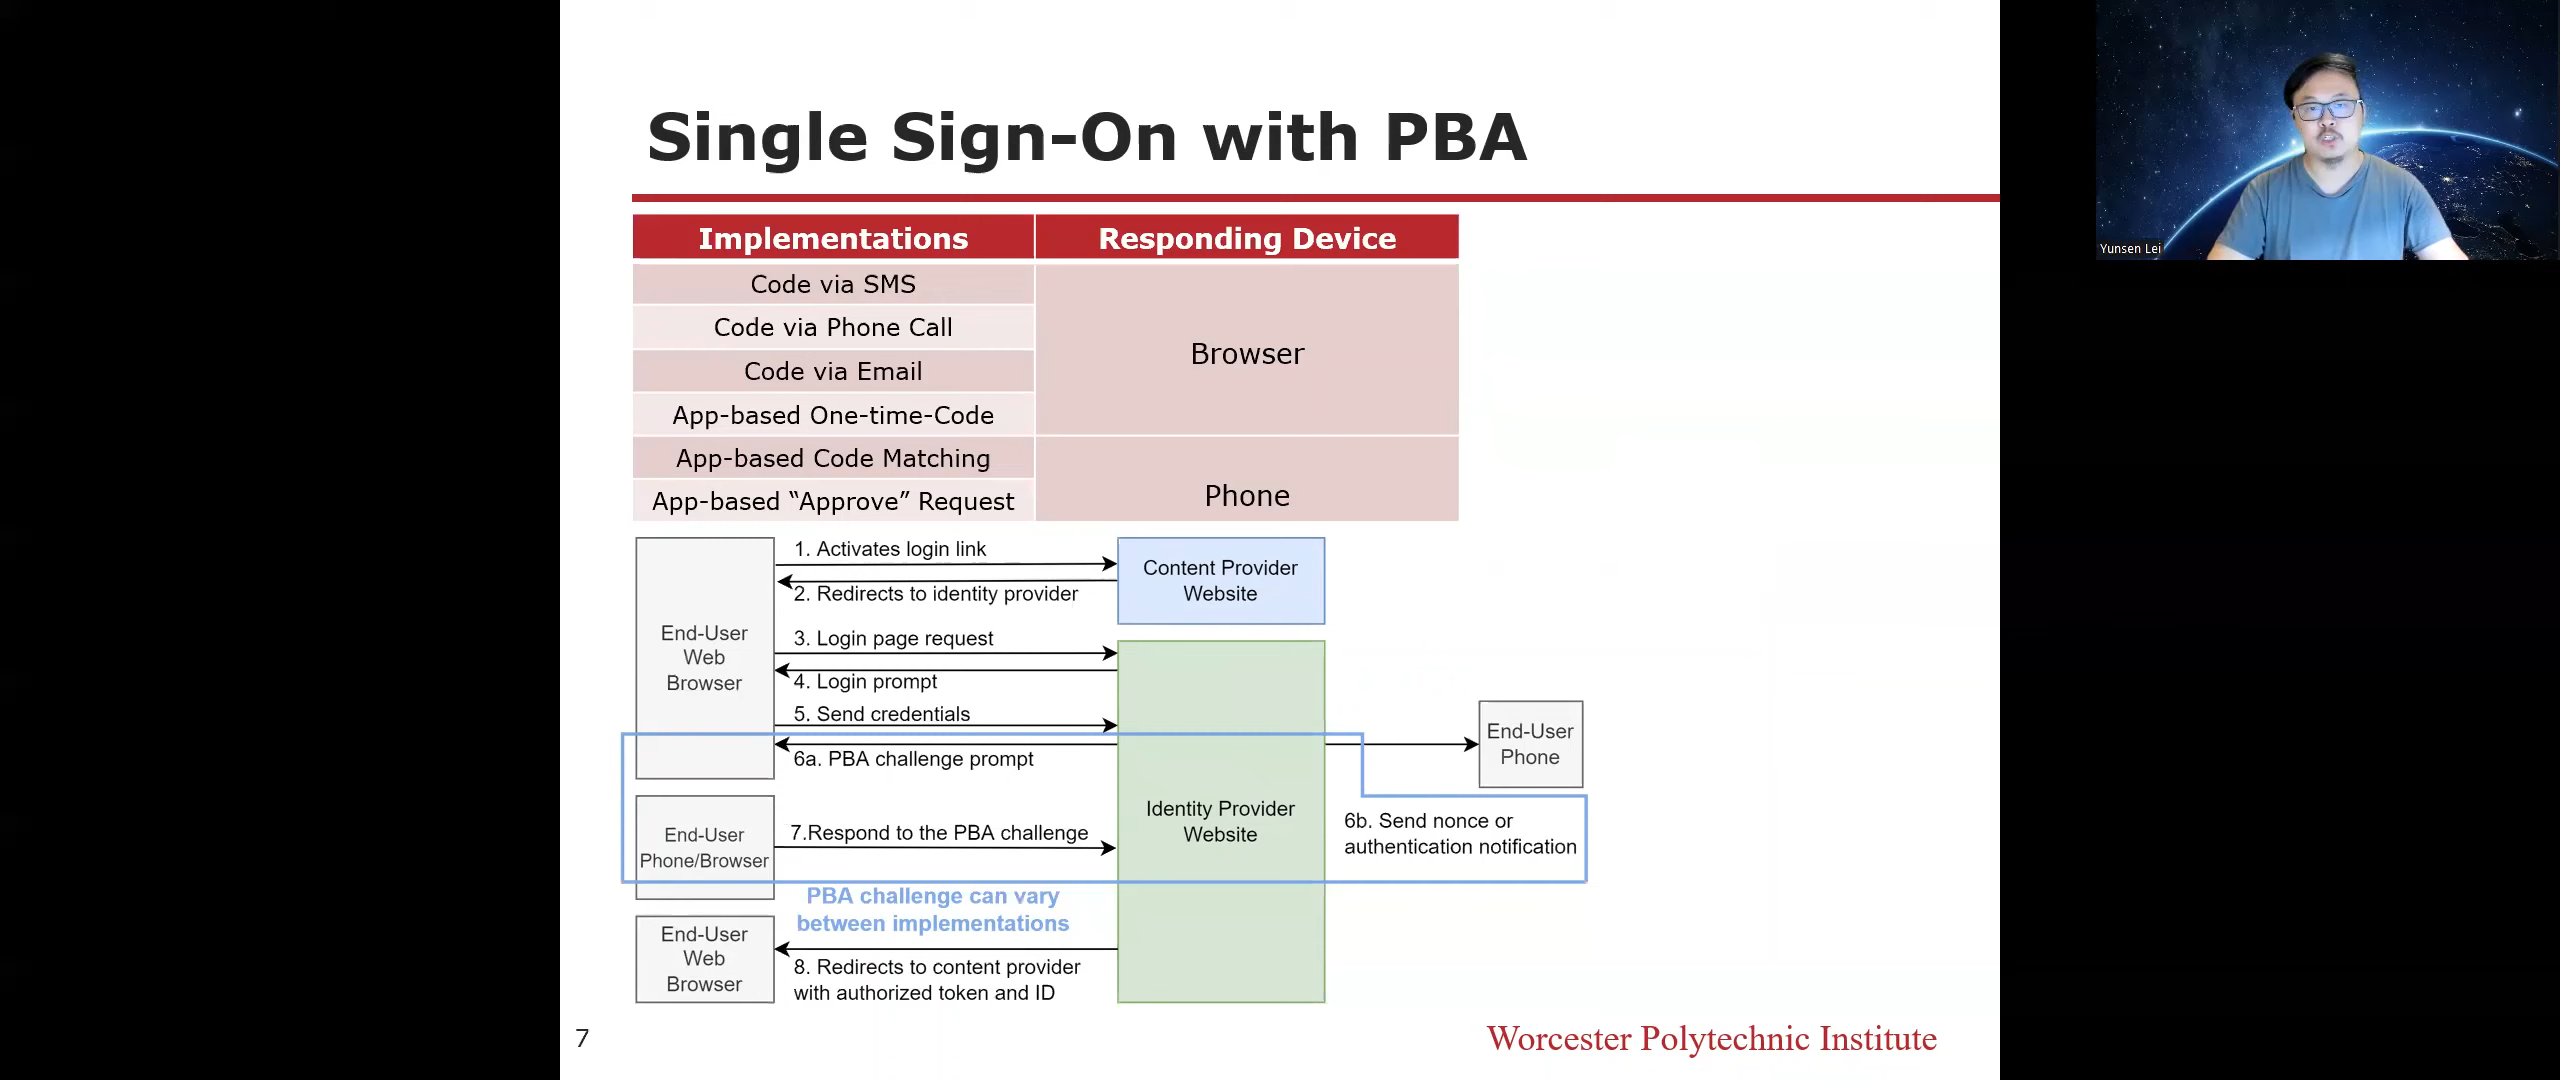 Single Sign-On with PBA
Yunsen Lei
Implementations
Responding Device
Code via SMS
Code via Phone Call
Code via Email
App-based One-time-Code
Browser
App-based Code Matching
App-based “Approve” Request
Phone
End-User
Web
Browser
1. Activates login link
2. Redirects to identity provider
Content Provider
Website
3. Login page request
4. Login prompt
5. Send credentials
6a. PBA challenge prompt
End-User
Phone
Identity Provider
Website
6b. Send nonce or
authentication notification
End-User
Phone/Browser
7.Respond to the PBA challenge
PBA challenge can vary
between implementations
End-User
Web
Browser
8. Redirects to content provider
with authorized token and ID
7
Worcester Polytechnic Institute